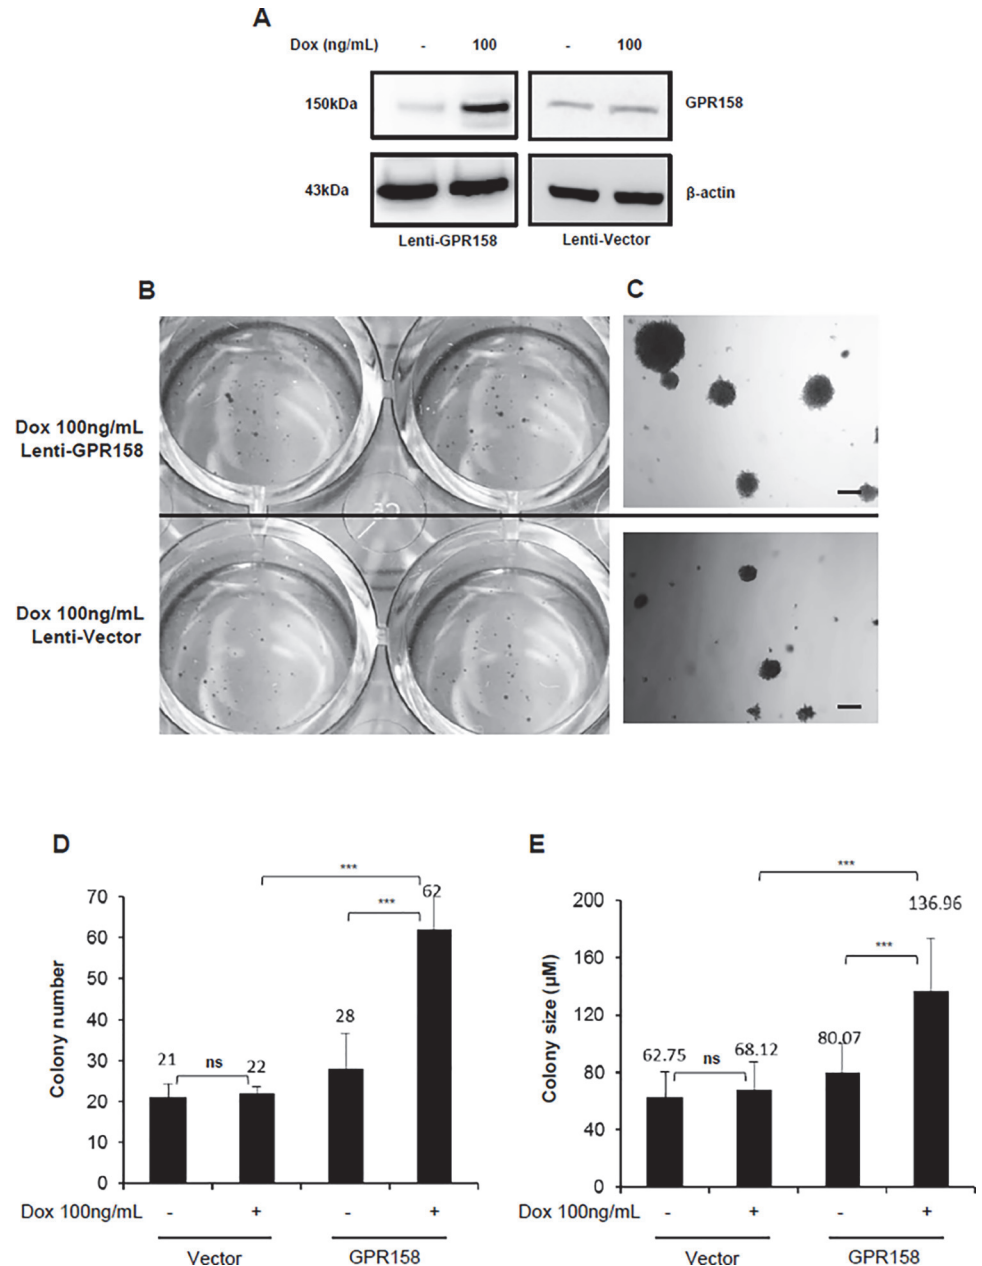 A
Dox (ng/mL) - 100 - 100
150kDa GPR158
43kDa β-actin
Lenti-GPR158 Lenti-Vector
B
C
Dox 100ng/mL
Lenti-GPR158
Dox 100ng/mL
Lenti-Vector
D
***
***
70
60
50
40
30
20
10
0
Colony number
21
ns
22
28
62
Dox 100ng/mL - + - +
Vector GPR158
E
***
***
200
160
120
80
40
0
Colony size (µM)
62.75
ns
68.12
80.07
136.96
Dox 100ng/mL - + - +
Vector GPR158